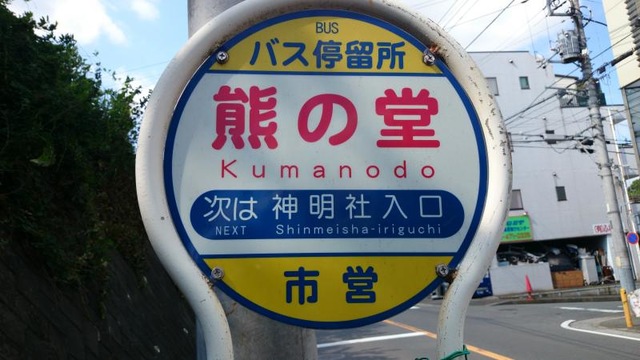 BUS
バス停留所
熊の堂
Kumanodo
次は 神明社入口
NEXT Shinmeisha-iriguchi
市営